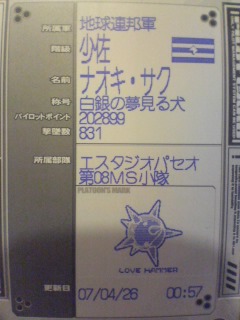 所属軍 地球連邦軍
階級 少佐
名前 ナオキ・サク
称号 白銀の夢見る犬
パイロットポイント 202899
撃墜数 831
所属部隊 エスタジオパセオ
第08MS小隊
PLATOON'S MARK
LOVE HAMMER
更新日 07/04/26 00:57